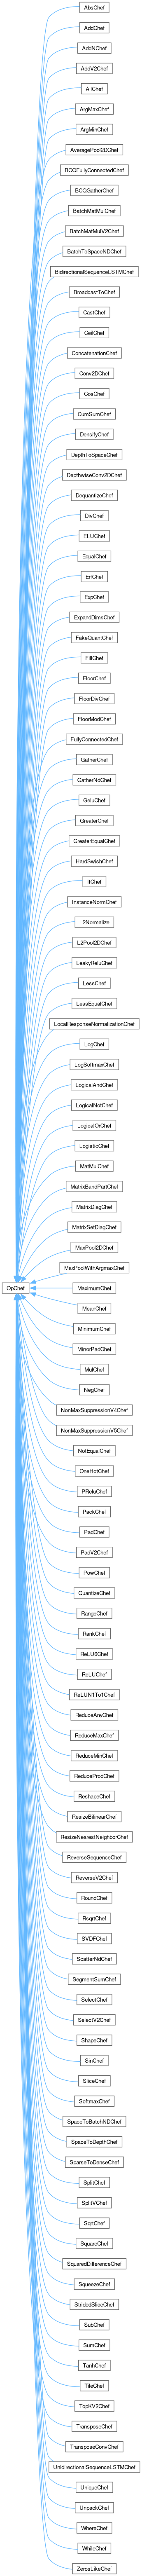 AbsChef
AddChef
AddNChef
AddV2Chef
AllChef
ArgMaxChef
ArgMinChef
AveragePool2DChef
BCQFullyConnectedChef
BCQGatherChef
BatchMatMulChef
BatchMatMulV2Chef
BatchToSpaceNDChef
BidirectionalSequenceLSTMChef
BroadcastToChef
CastChef
CeilChef
ConcatenationChef
Conv2DChef
CosChef
CumSumChef
DensifyChef
DepthToSpaceChef
DepthwiseConv2DChef
DequantizeChef
DivChef
ELUChef
EqualChef
ErfChef
ExpChef
ExpandDimsChef
FakeQuantChef
FillChef
FloorChef
FloorDivChef
FloorModChef
FullyConnectedChef
GatherChef
GatherNdChef
GeluChef
GreaterChef
GreaterEqualChef
HardSwishChef
IfChef
InstanceNormChef
L2Normalize
L2Pool2DChef
LeakyReluChef
LessChef
LessEqualChef
LocalResponseNormalizationChef
LogChef
LogSoftmaxChef
LogicalAndChef
LogicalNotChef
LogicalOrChef
LogisticChef
MatMulChef
MatrixBandPartChef
MatrixDiagChef
MatrixSetDiagChef
MaxPool2DChef
MaxPoolWithArgmaxChef
OpChef
MaximumChef
MeanChef
MinimumChef
MirrorPadChef
MulChef
NegChef
NonMaxSuppressionV4Chef
NonMaxSuppressionV5Chef
NotEqualChef
OneHotChef
PReluChef
PackChef
PadChef
PadV2Chef
PowChef
QuantizeChef
RangeChef
RankChef
ReLU6Chef
ReLUChef
ReLUN1To1Chef
ReduceAnyChef
ReduceMaxChef
ReduceMinChef
ReduceProdChef
ReshapeChef
ResizeBilinearChef
ResizeNearestNeighborChef
ReverseSequenceChef
ReverseV2Chef
RoundChef
RsqrtChef
SVDFChef
ScatterNdChef
SegmentSumChef
SelectChef
SelectV2Chef
ShapeChef
SinChef
SliceChef
SoftmaxChef
SpaceToBatchNDChef
SpaceToDepthChef
SparseToDenseChef
SplitChef
SplitVChef
SqrtChef
SquareChef
SquaredDifferenceChef
SqueezeChef
StridedSliceChef
SubChef
SumChef
TanhChef
TileChef
TopKV2Chef
TransposeChef
TransposeConvChef
UnidirectionalSequenceLSTMChef
UniqueChef
UnpackChef
WhereChef
WhileChef
ZerosLikeChef